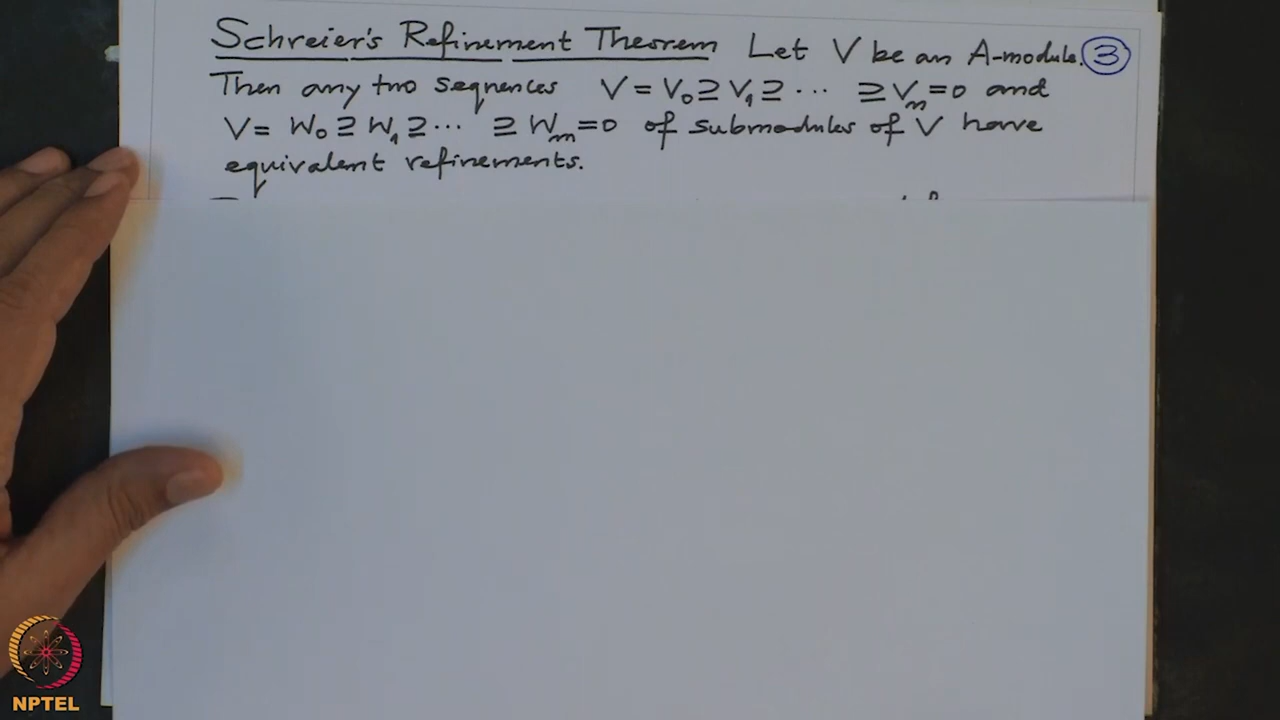 Schreier's Refinement Theorem Let V be an A-module. ③
Then any two sequences V = V₀ ⊇ V₁ ⊇ ··· ⊇ Vₙ = 0 and
V = W₀ ⊇ W₁ ⊇ ··· ⊇ Wₘ = 0 of submodules of V have
equivalent refinements.
NPTEL